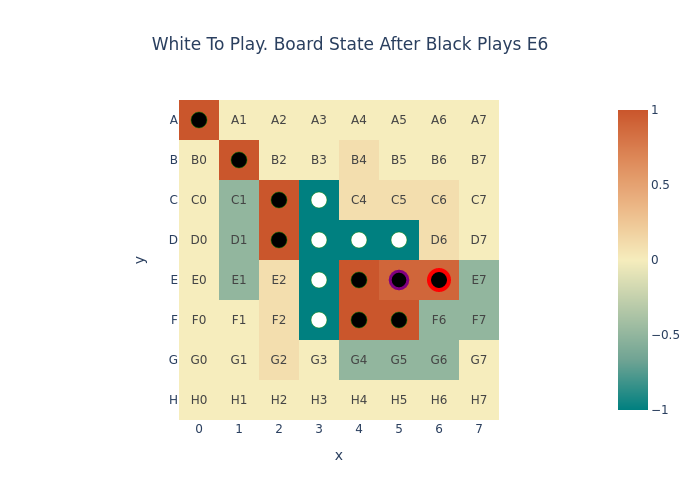 White To Play. Board State After Black Plays E6
A A1 A2 A3 A4 A5 A6 A7
B B0 B2 B3 B4 B5 B6 B7
C C0 C1 C4 C5 C6 C7
D D0 D1 D6 D7
E E0 E1 E2 E7
F F0 F1 F2 F6 F7
G G0 G1 G2 G3 G4 G5 G6 G7
H H0 H1 H2 H3 H4 H5 H6 H7
0 1 2 3 4 5 6 7
x
y
1
0.5
0
−0.5
−1